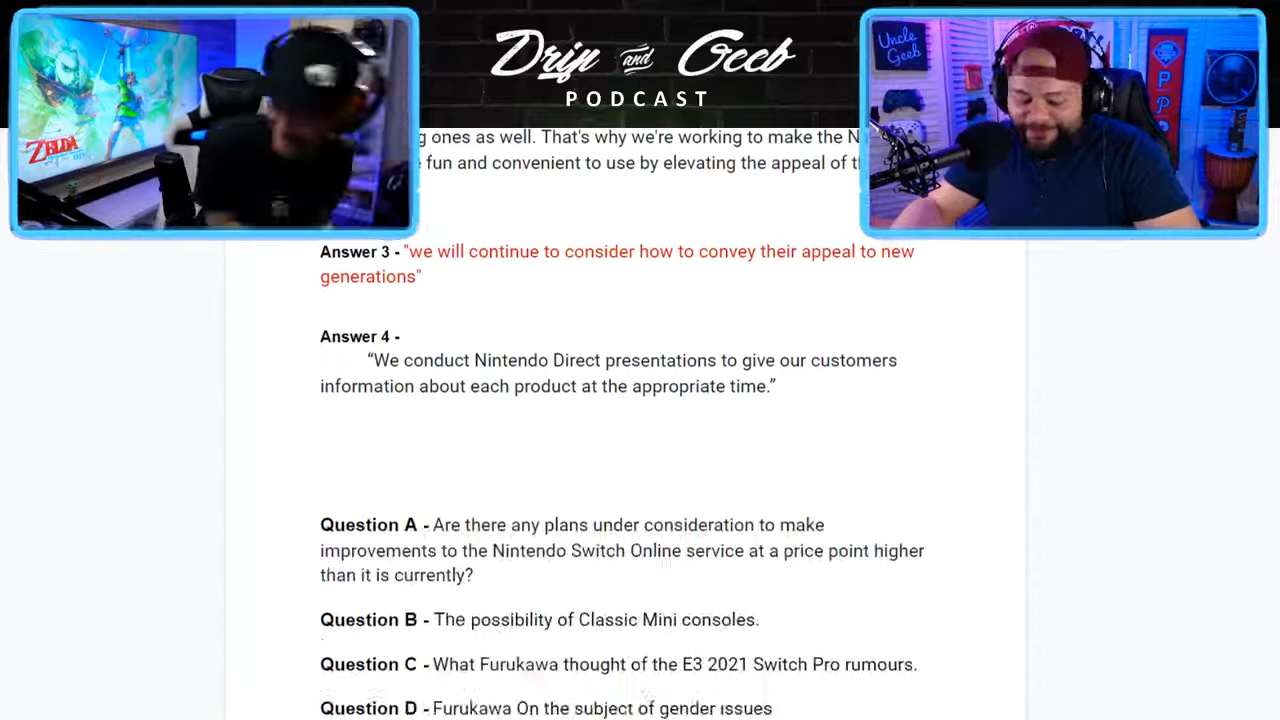 Drip and Geeb
PODCAST
Uncle
Geeb
ZELDA
P
P
g ones as well. That's why we're working to make the N
fun and convenient to use by elevating the appeal of th
Answer 3 - "we will continue to consider how to convey their appeal to new
generations"
Answer 4 -
“We conduct Nintendo Direct presentations to give our customers
information about each product at the appropriate time.”
Question A - Are there any plans under consideration to make
improvements to the Nintendo Switch Online service at a price point higher
than it is currently?
Question B - The possibility of Classic Mini consoles.
Question C - What Furukawa thought of the E3 2021 Switch Pro rumours.
Question D - Furukawa On the subject of gender issues